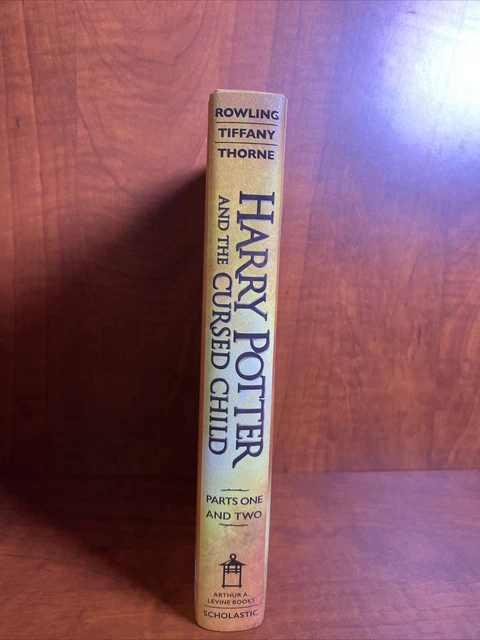 ROWLING
TIFFANY
THORNE
HARRY POTTER
AND THE CURSED CHILD
PARTS ONE
AND TWO
ARTHUR A.
LEVINE BOOKS
SCHOLASTIC